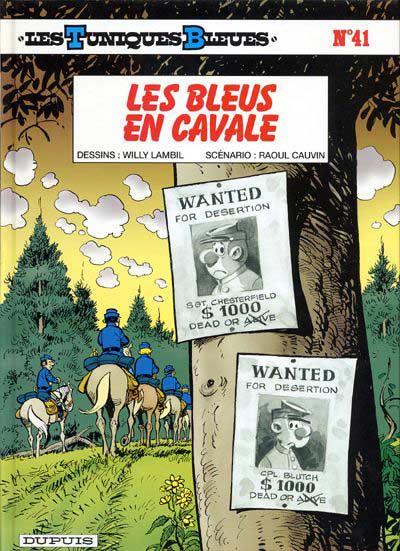 LES TUNIQUES BLEUES
N°41
LES BLEUS
EN CAVALE
DESSINS : WILLY LAMBIL SCÉNARIO : RAOUL CAUVIN
WANTED
FOR DESERTION
SGT. CHESTERFIELD
$ 1000
DEAD OR ALIVE
WANTED
FOR DESERTION
CPL. BLUTCH
$ 1000
DEAD OR ALIVE
DUPUIS